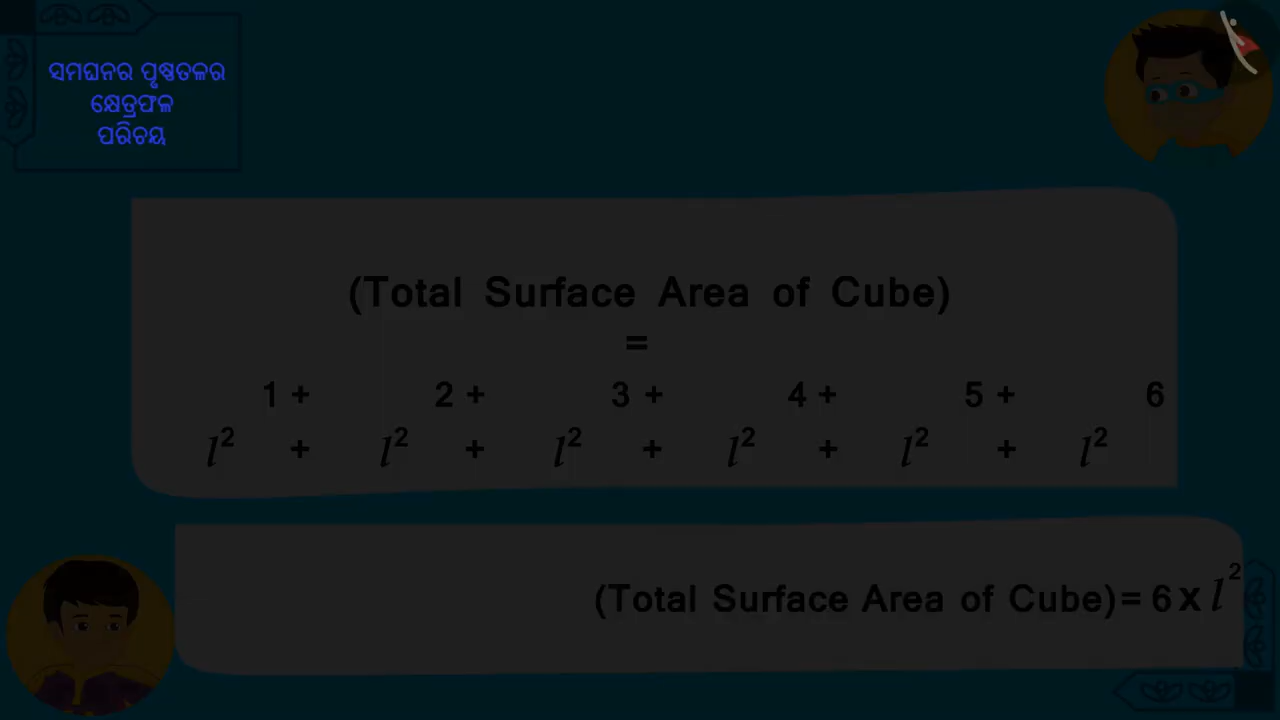 ସମଘନର ପୃଷ୍ଠତଳର
କ୍ଷେତ୍ରଫଳ
ପରିଚୟ
(Total Surface Area of Cube)
=
1 + 2 + 3 + 4 + 5 + 6
l² + l² + l² + l² + l² + l²
(Total Surface Area of Cube) = 6 x l²